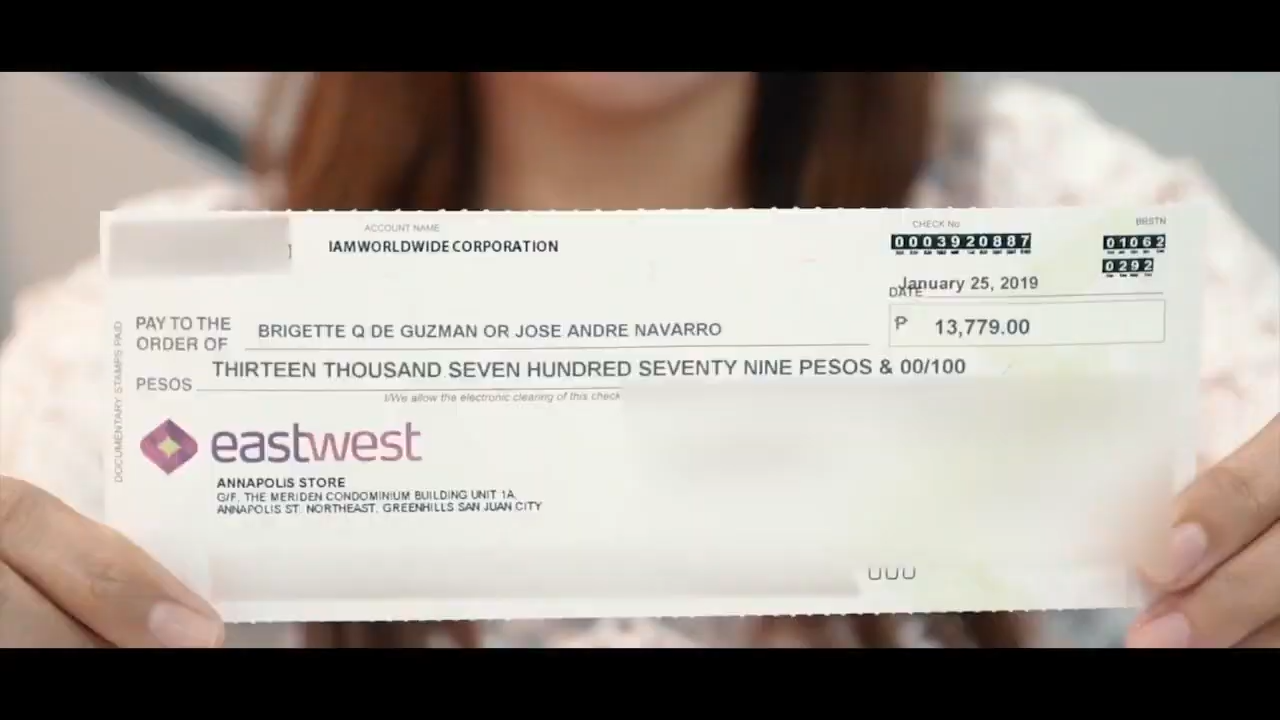 ACCOUNT NAME
IAMWORLDWIDE CORPORATION
CHECK No
0003920887
BRSTN
01062
0292
January 25, 2019
DATE
PAY TO THE
ORDER OF
BRIGETTE Q DE GUZMAN OR JOSE ANDRE NAVARRO
₱ 13,779.00
THIRTEEN THOUSAND SEVEN HUNDRED SEVENTY NINE PESOS & 00/100
PESOS
I/We allow the electronic clearing of this check
DOCUMENTARY STAMPS PAID
eastwest
ANNAPOLIS STORE
G/F, THE MERIDEN CONDOMINIUM BUILDING UNIT 1A,
ANNAPOLIS ST. NORTHEAST, GREENHILLS SAN JUAN CITY